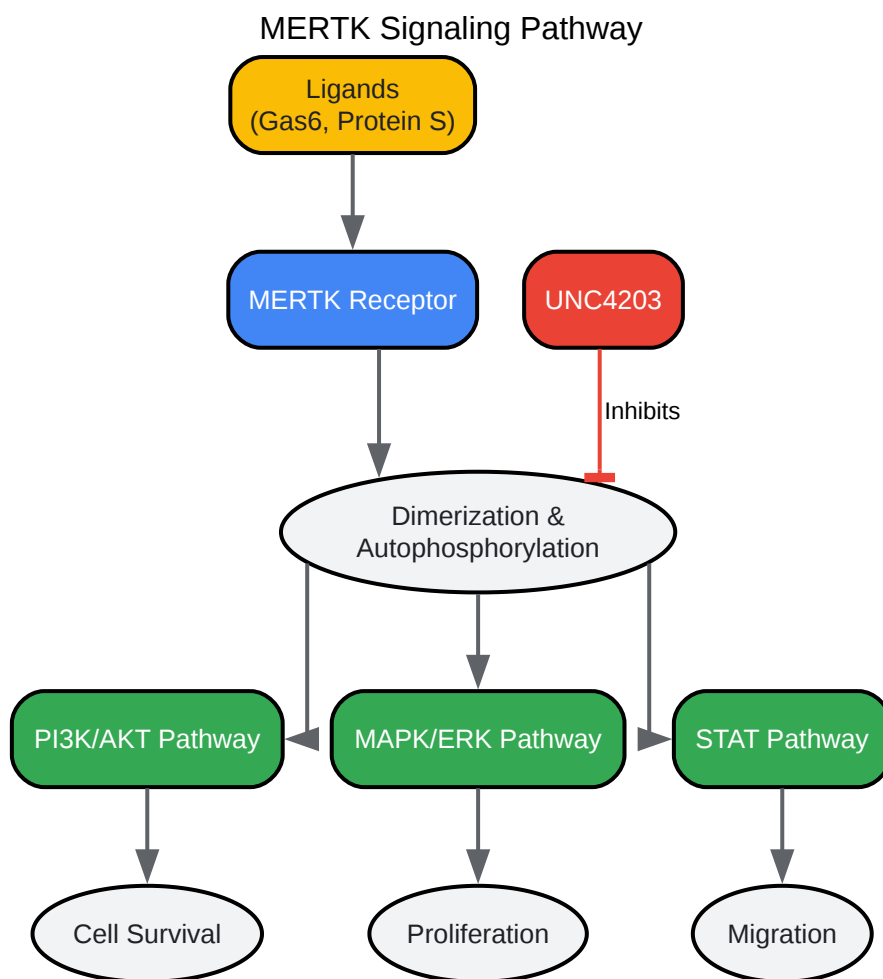 MERTK Signaling Pathway
Ligands
(Gas6, Protein S)
MERTK Receptor
UNC4203
Inhibits
Dimerization &
Autophosphorylation
PI3K/AKT Pathway
MAPK/ERK Pathway
STAT Pathway
Cell Survival
Proliferation
Migration